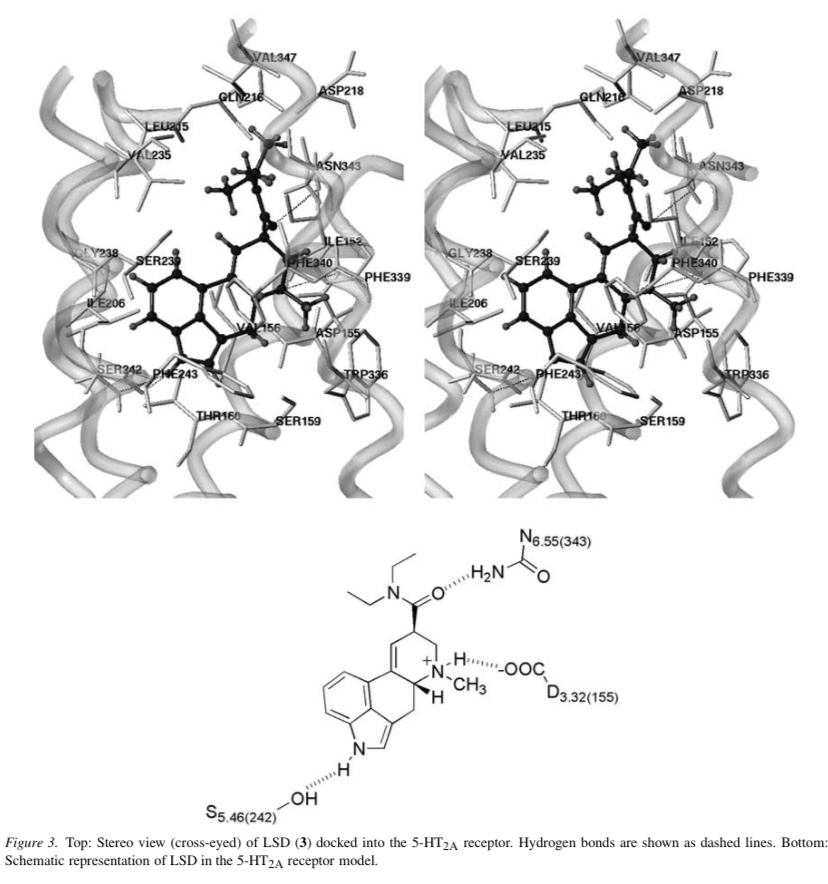 VAL347
GLN216
ASP218
LEU215
VAL235
ASN343
GLY238
SER239
ILE152
PHE340
PHE339
ILE206
VAL156
ASP155
SER242
PHE243
TRP336
THR160
SER159
VAL347
GLN216
ASP218
LEU215
VAL235
ASN343
GLY238
SER239
ILE152
PHE340
PHE339
ILE206
VAL156
ASP155
SER242
PHE243
TRP336
THR160
SER159
N6.55(343)
H2N
O
N
O
+
H
-OOC
N
CH3
D3.32(155)
H
N
H
OH
S5.46(242)
Figure 3. Top: Stereo view (cross-eyed) of LSD (3) docked into the 5-HT2A receptor. Hydrogen bonds are shown as dashed lines. Bottom:
Schematic representation of LSD in the 5-HT2A receptor model.